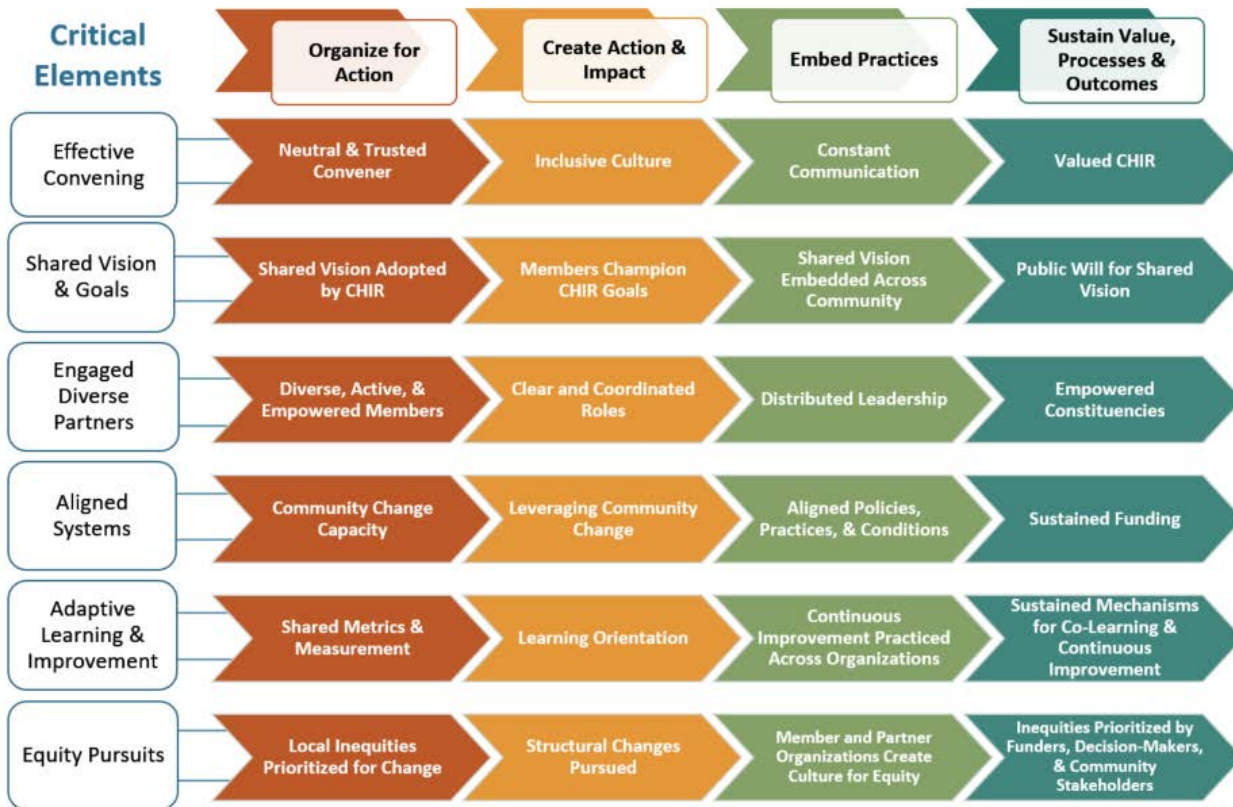 Critical
Elements
Organize for
Action
Create Action &
Impact
Embed Practices
Sustain Value,
Processes &
Outcomes
Effective
Convening
Neutral & Trusted
Convener
Inclusive Culture
Constant
Communication
Valued CHIR
Shared Vision
& Goals
Shared Vision Adopted
by CHIR
Members Champion
CHIR Goals
Shared Vision
Embedded Across
Community
Public Will for Shared
Vision
Engaged
Diverse
Partners
Diverse, Active, &
Empowered Members
Clear and Coordinated
Roles
Distributed Leadership
Empowered
Constituencies
Aligned
Systems
Community Change
Capacity
Leveraging Community
Change
Aligned Policies,
Practices, & Conditions
Sustained Funding
Adaptive
Learning &
Improvement
Shared Metrics &
Measurement
Learning Orientation
Continuous
Improvement Practiced
Across Organizations
Sustained Mechanisms
for Co-Learning &
Continuous
Improvement
Equity Pursuits
Local Inequities
Prioritized for Change
Structural Changes
Pursued
Member and Partner
Organizations Create
Culture for Equity
Inequities Prioritized by
Funders, Decision-Makers,
& Community
Stakeholders